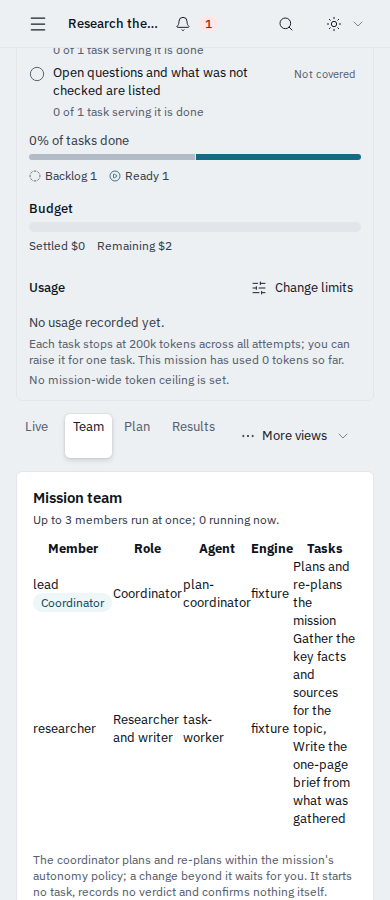 Research the...
1
0 of 1 task serving it is done
Open questions and what was not
checked are listed
Not covered
0 of 1 task serving it is done
0% of tasks done
Backlog 1 Ready 1
Budget
Settled $0 Remaining $2
Usage
Change limits
No usage recorded yet.
Each task stops at 200k tokens across all attempts; you can
raise it for one task. This mission has used 0 tokens so far.
No mission-wide token ceiling is set.
Live Team Plan Results ... More views
Mission team
Up to 3 members run at once; 0 running now.
Member Role Agent Engine Tasks
lead
Coordinator
Coordinator
plan-
coordinator
fixture
Plans and
re-plans
the
mission
researcher
Researcher
and writer
task-
worker
fixture
Gather the
key facts
and
sources
for the
topic,
Write the
one-page
brief from
what was
gathered
The coordinator plans and re-plans within the mission's
autonomy policy; a change beyond it waits for you. It starts
no task, records no verdict and confirms nothing itself.